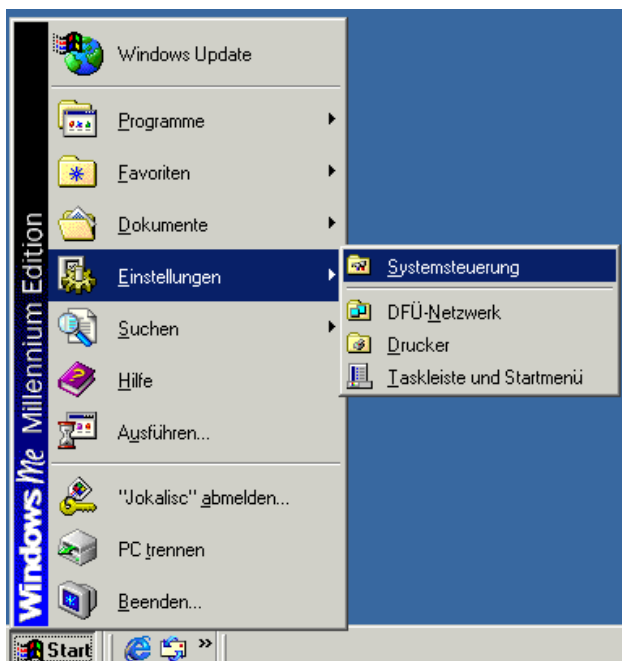 Windows Update
Programme
Favoriten
Dokumente
Einstellungen
Suchen
Hilfe
Ausführen...
"Jokalisc" abmelden...
PC trennen
Beenden...
Windows Me Millennium Edition
Systemsteuerung
DFÜ-Netzwerk
Drucker
Taskleiste und Startmenü
Start
»